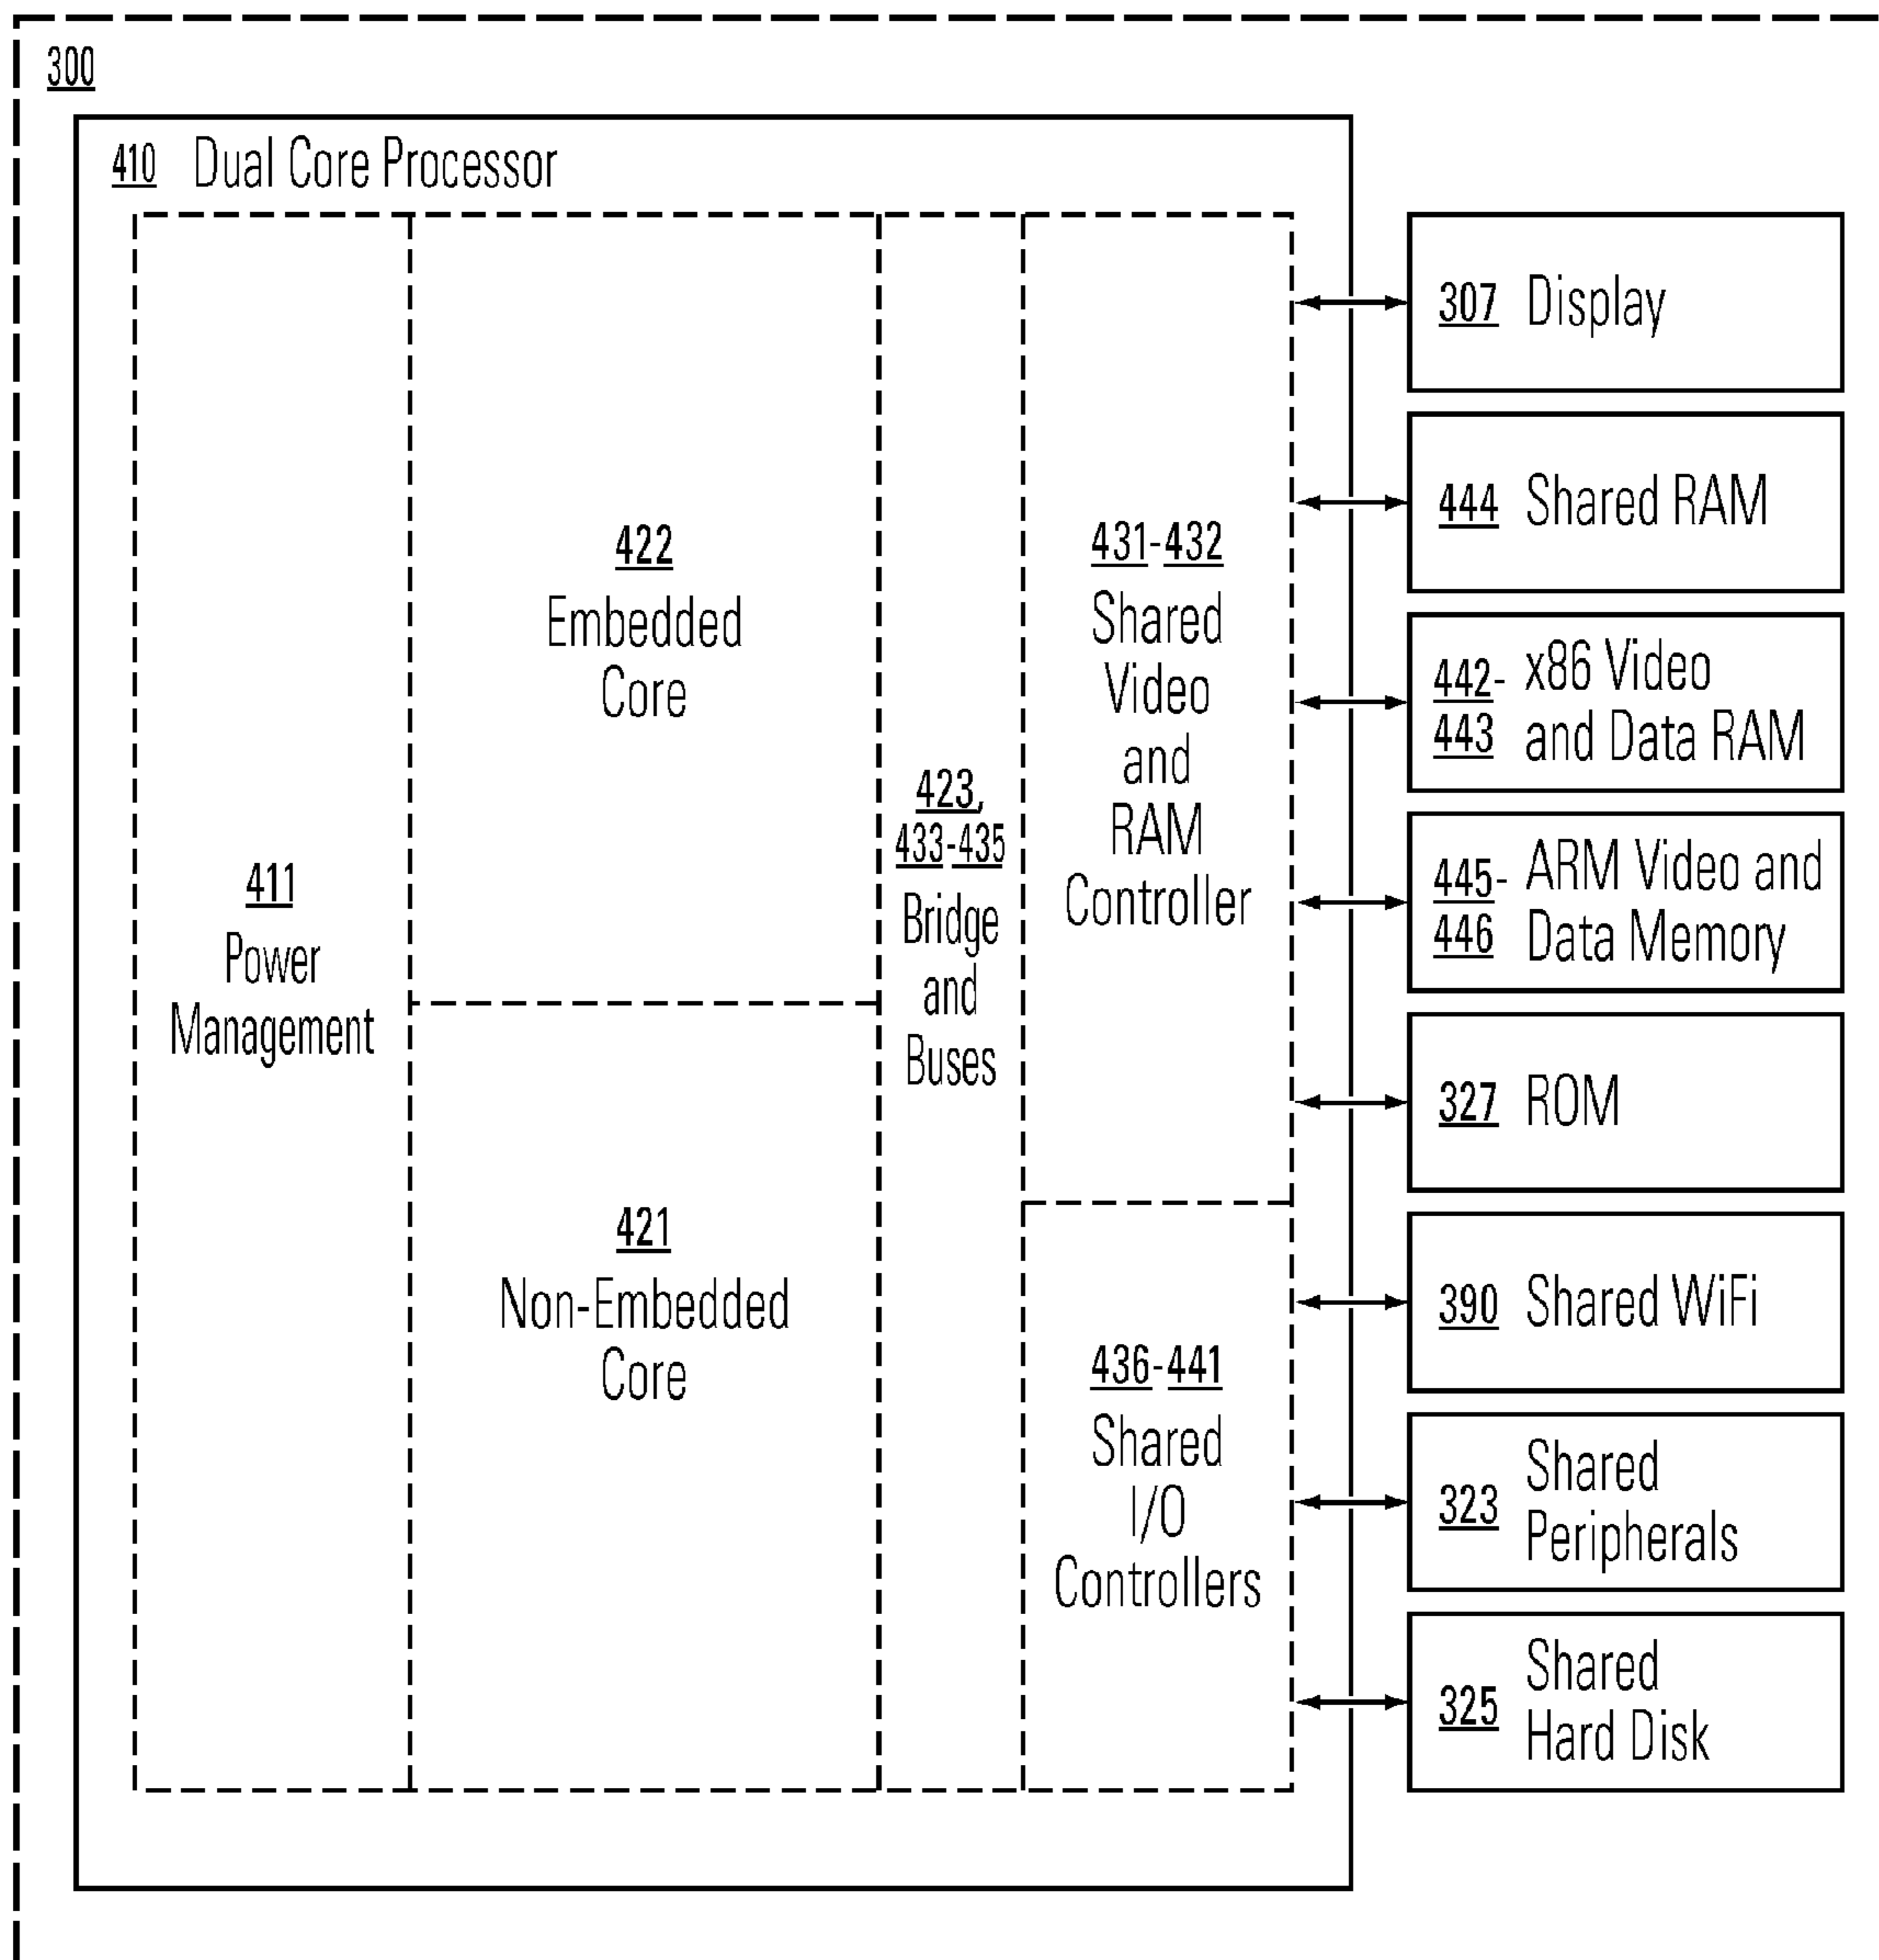 300
410 Dual Core Processor
411
Power
Management
422
Embedded
Core
421
Non-Embedded
Core
423,
433-435
Bridge
and
Buses
431-432
Shared
Video
and
RAM
Controller
436-441
Shared
I/O
Controllers
307 Display
444 Shared RAM
442- x86 Video
443 and Data RAM
445- ARM Video and
446 Data Memory
327 ROM
390 Shared WiFi
323 Shared
Peripherals
325 Shared
Hard Disk